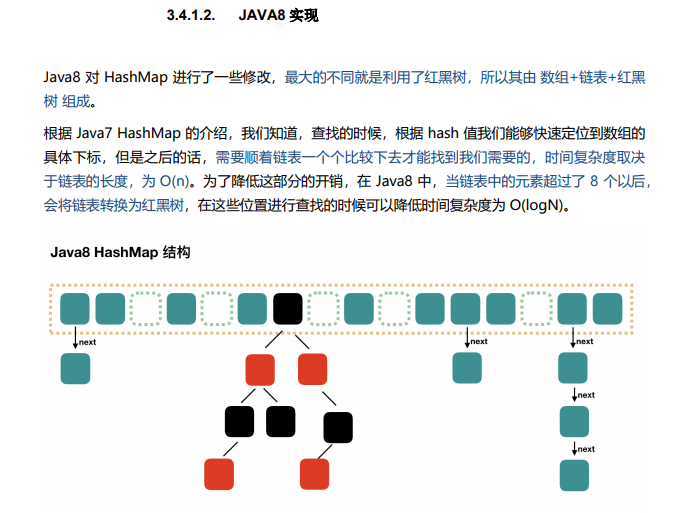 3.4.1.2. JAVA8 实现
Java8 对 HashMap 进行了一些修改，最大的不同就是利用了红黑树，所以其由 数组+链表+红黑
树 组成。
根据 Java7 HashMap 的介绍，我们知道，查找的时候，根据 hash 值我们能够快速定位到数组的
具体下标，但是之后的话，需要顺着链表一个个比较下去才能找到我们需要的，时间复杂度取决
于链表的长度，为 O(n)。为了降低这部分的开销，在 Java8 中，当链表中的元素超过了 8 个以后，
会将链表转换为红黑树，在这些位置进行查找的时候可以降低时间复杂度为 O(logN)。
Java8 HashMap 结构
next
next
next
next
next